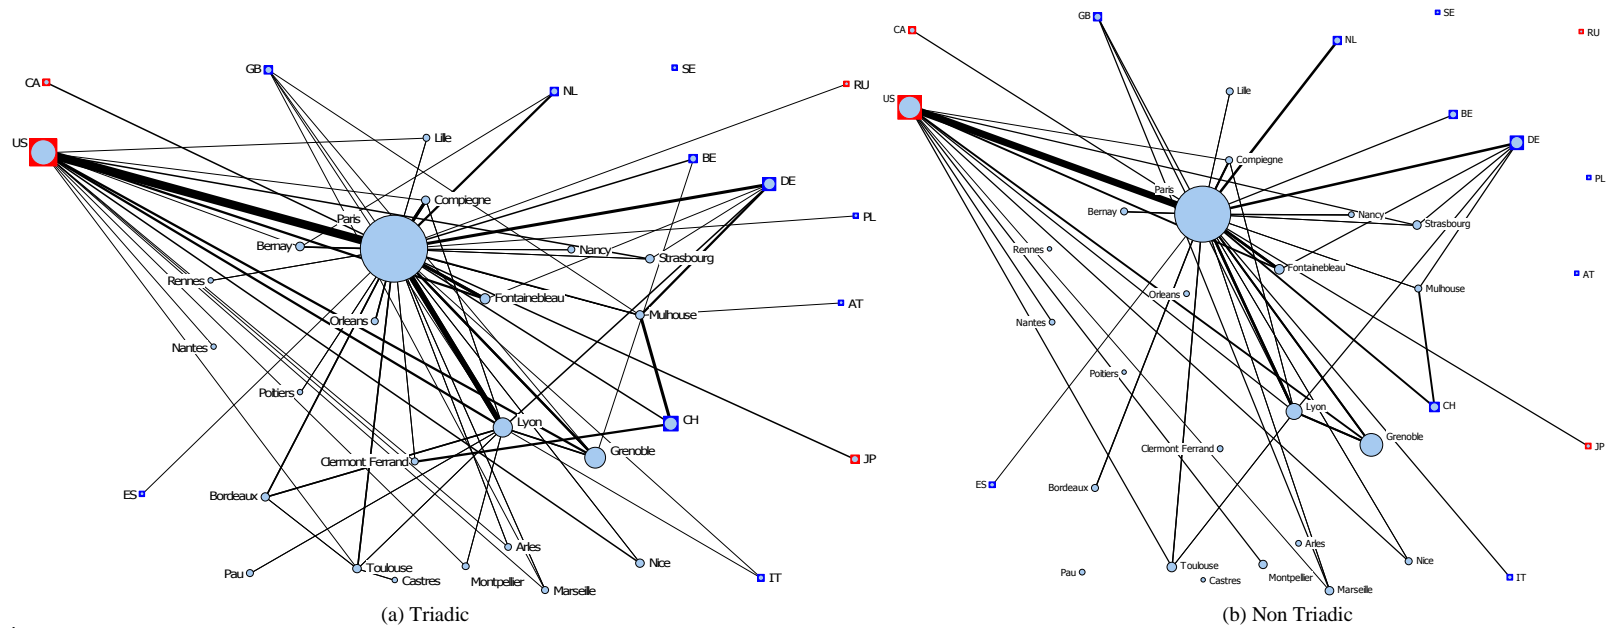 GB
SE
CA
NL
RU
US
Lille
BE
DE
Compiegne
Paris
PL
Bernay
Nancy
Strasbourg
Rennes
Fontainebleau
AT
Orleans
Mulhouse
Nantes
Poitiers
Lyon
CH
Grenoble
Clermont Ferrand
JP
ES
Bordeaux
Arles
Nice
Toulouse
Pau
Castres
Montpellier
IT
Marseille
(a) Triadic
GB
SE
CA
RU
NL
Lille
US
BE
DE
Compiegne
PL
Paris
Bernay
Nancy
Strasbourg
Rennes
Fontainebleau
AT
Orleans
Mulhouse
Nantes
Poitiers
Lyon
CH
Grenoble
Clermont Ferrand
JP
ES
Bordeaux
Arles
Nice
Toulouse
Pau
Castres
Montpellier
IT
Marseille
(b) Non Triadic